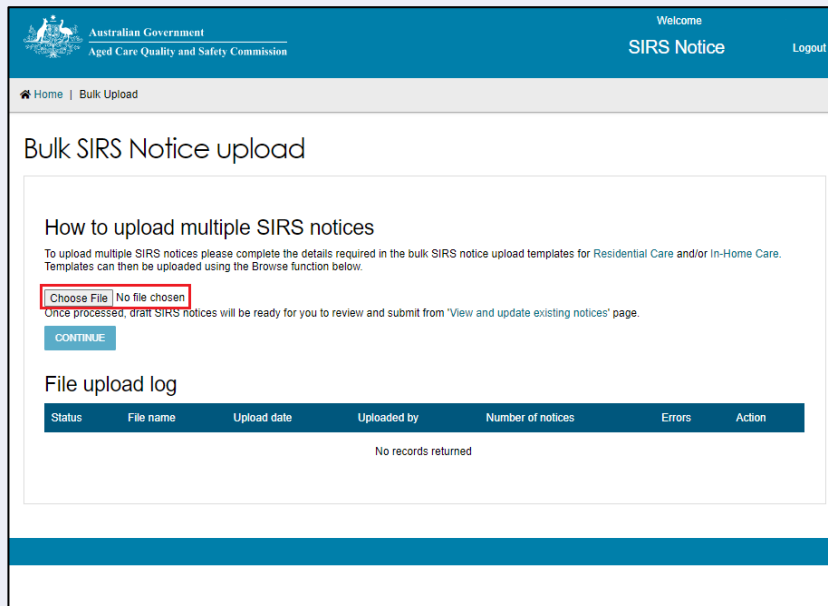 Australian Government
Aged Care Quality and Safety Commission
Welcome
SIRS Notice
Logout
Home | Bulk Upload
Bulk SIRS Notice upload
How to upload multiple SIRS notices
To upload multiple SIRS notices please complete the details required in the bulk SIRS notice upload templates for Residential Care and/or In-Home Care.
Templates can then be uploaded using the Browse function below.
Choose File No file chosen
Once processed, draft SIRS notices will be ready for you to review and submit from 'View and update existing notices' page.
CONTINUE
File upload log
Status File name Upload date Uploaded by Number of notices Errors Action
No records returned